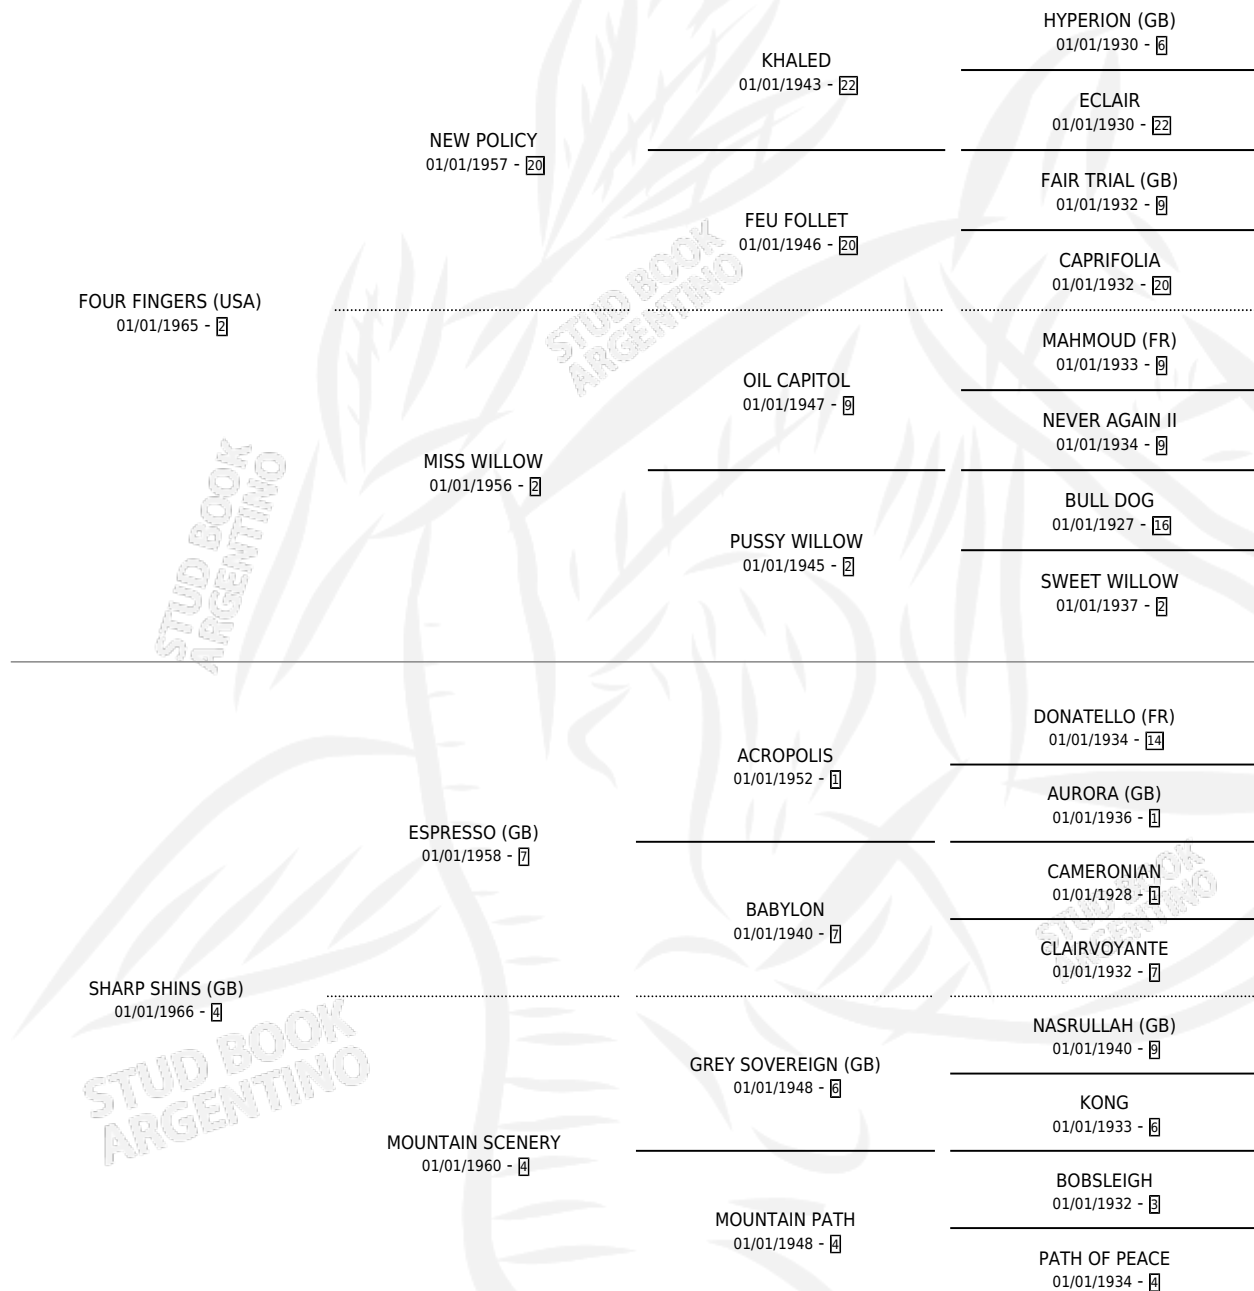 HYPERION (GB)
01/01/1930 - 6
KHALED
01/01/1943 - 22
ECLAIR
01/01/1930 - 22
NEW POLICY
01/01/1957 - 20
FAIR TRIAL (GB)
01/01/1932 - 9
FEU FOLLET
01/01/1946 - 20
CAPRIFOLIA
01/01/1932 - 20
FOUR FINGERS (USA)
01/01/1965 - 2
MAHMOUD (FR)
01/01/1933 - 9
OIL CAPITOL
01/01/1947 - 9
NEVER AGAIN II
01/01/1934 - 9
MISS WILLOW
01/01/1956 - 2
BULL DOG
01/01/1927 - 16
PUSSY WILLOW
01/01/1945 - 2
SWEET WILLOW
01/01/1937 - 2
STUD BOOK
ARGENTINO
STUD BOOK
ARGENTINO
DONATELLO (FR)
01/01/1934 - 14
ACROPOLIS
01/01/1952 - 1
AURORA (GB)
01/01/1936 - 1
ESPRESSO (GB)
01/01/1958 - 7
CAMERONIAN
01/01/1928 - 1
BABYLON
01/01/1940 - 7
CLAIRVOYANTE
01/01/1932 - 7
SHARP SHINS (GB)
01/01/1966 - 4
NASRULLAH (GB)
01/01/1940 - 9
GREY SOVEREIGN (GB)
01/01/1948 - 6
KONG
01/01/1933 - 6
MOUNTAIN SCENERY
01/01/1960 - 4
BOBSLEIGH
01/01/1932 - 3
MOUNTAIN PATH
01/01/1948 - 4
PATH OF PEACE
01/01/1934 - 4
STUD BOOK
ARGENTINO
STUD BOOK
ARGENTINO